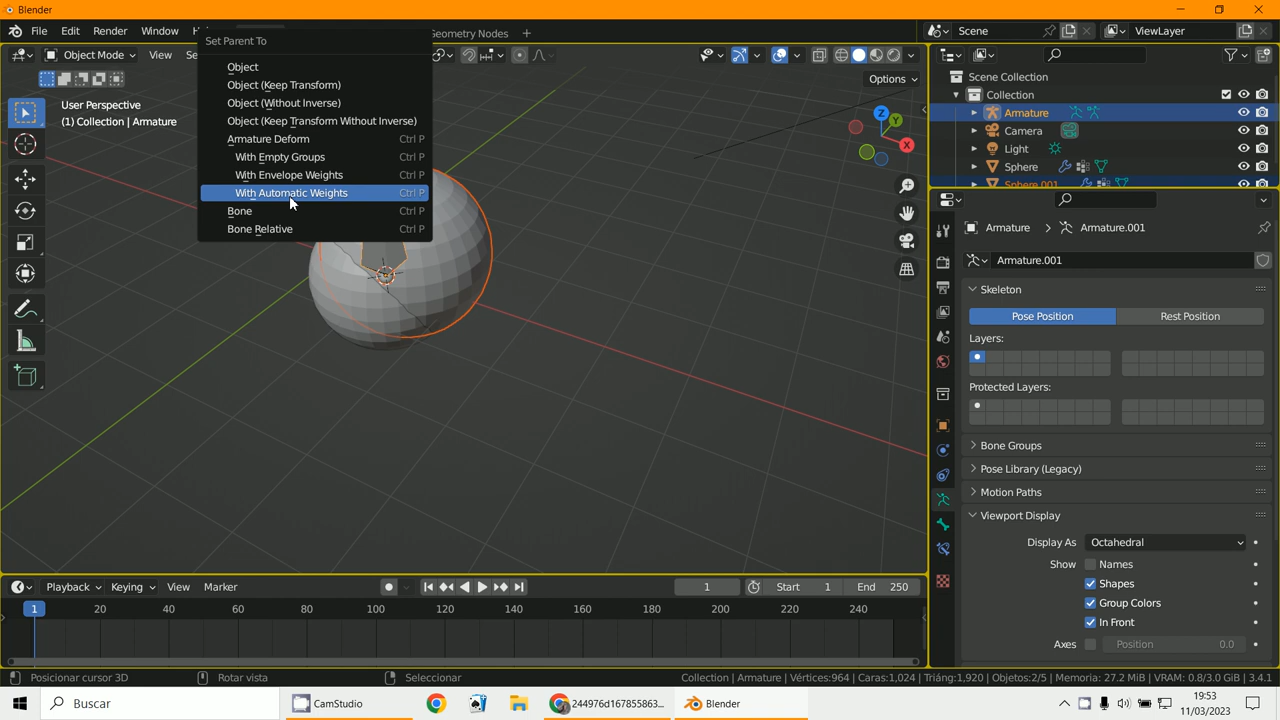 Blender
File Edit Render Window H Geometry Nodes + Scene ViewLayer
Set Parent To
Object
Object (Keep Transform)
Object (Without Inverse)
Object (Keep Transform Without Inverse)
Armature Deform Ctrl P
With Empty Groups Ctrl P
With Envelope Weights Ctrl P
With Automatic Weights Ctrl P
Bone Ctrl P
Bone Relative Ctrl P
Object Mode View Se
Options
User Perspective
(1) Collection | Armature
Z
Y
X
Scene Collection
Collection
Armature
Camera
Light
Sphere
Sphere.001
Armature Armature.001
Armature.001
Skeleton
Pose Position Rest Position
Layers:
Protected Layers:
Bone Groups
Pose Library (Legacy)
Motion Paths
Viewport Display
Display As Octahedral
Show Names
Shapes
Group Colors
In Front
Axes Position 0.0
Playback Keying View Marker 1 Start 1 End 250
1 20 40 60 80 100 120 140 160 180 200 220 240
Posicionar cursor 3D Rotar vista Seleccionar Collection | Armature | Vértices:964 | Caras:1,024 | Triáng:1,920 | Objetos:2/5 | Memoria: 27.2 MiB | VRAM: 0.8/3.0 GiB | 3.4.1
Buscar CamStudio 244976d167855863... Blender 19:53
11/03/2023